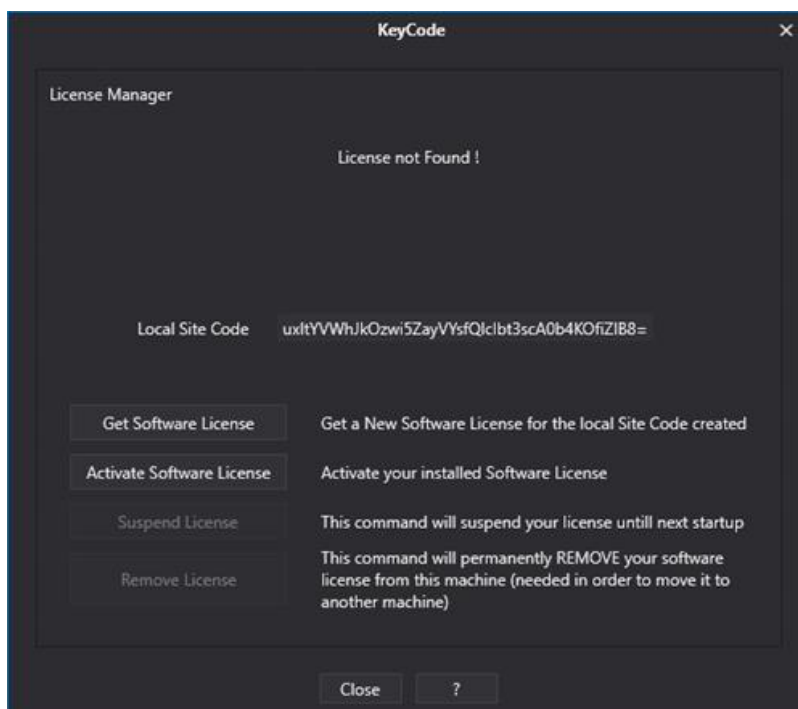 KeyCode
License Manager
License not Found !
Local Site Code uxItYVWhJkOzwi5ZayVYsfQIcIbt3scA0b4KOfiZIB8=
Get Software License Get a New Software License for the local Site Code created
Activate Software License Activate your installed Software License
Suspend License This command will suspend your license untill next startup
Remove License This command will permanently REMOVE your software
license from this machine (needed in order to move it to
another machine)
Close ?